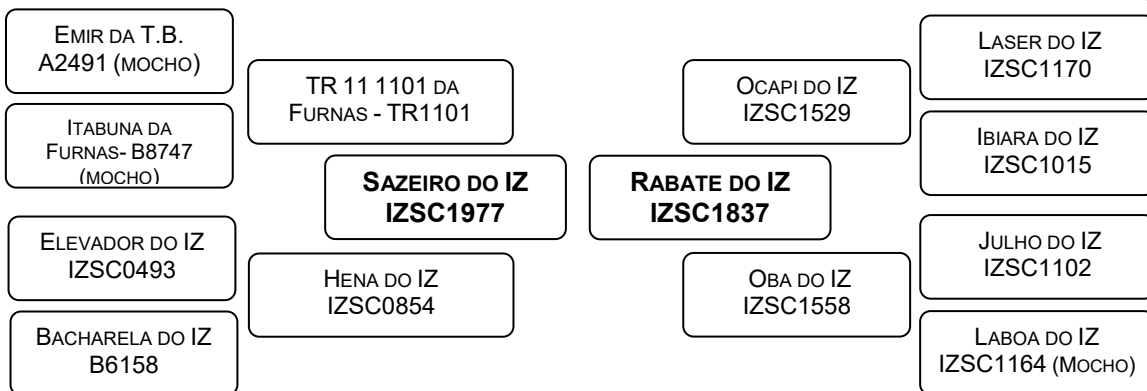 EMIR DA T.B.
A2491 (MOCHO)
ITABUNA DA
FURNAS- B8747
(MOCHO)
TR 11 1101 DA
FURNAS - TR1101
SAZEIRO DO IZ
IZSC1977
ELEVADOR DO IZ
IZSC0493
BACHARELA DO IZ
B6158
HENA DO IZ
IZSC0854
OCAPI DO IZ
IZSC1529
LASER DO IZ
IZSC1170
IBIARA DO IZ
IZSC1015
RABATE DO IZ
IZSC1837
OBA DO IZ
IZSC1558
JULHO DO IZ
IZSC1102
LABOA DO IZ
IZSC1164 (MOCHO)